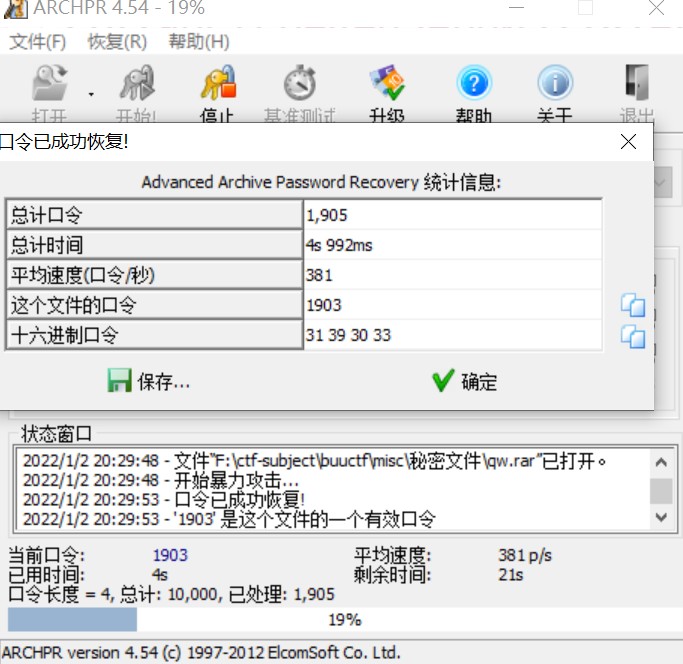 ARCHPR 4.54 - 19%
文件(F) 恢复(R) 帮助(H)
打开 开始! 停止 基准测试 升级 帮助 关于 退出
口令已成功恢复!
Advanced Archive Password Recovery 统计信息:
总计口令 1,905
总计时间 4s 992ms
平均速度(口令/秒) 381
这个文件的口令 1903
十六进制口令 31 39 30 33
保存... 确定
状态窗口
2022/1/2 20:29:48 - 文件"F:\ctf-subject\buuctf\misc\秘密文件\qw.rar"已打开。
2022/1/2 20:29:48 - 开始暴力攻击...
2022/1/2 20:29:53 - 口令已成功恢复!
2022/1/2 20:29:53 - '1903' 是这个文件的一个有效口令
当前口令: 1903 平均速度: 381 p/s
已用时间: 4s 剩余时间: 21s
口令长度 = 4, 总计: 10,000, 已处理: 1,905
19%
ARCHPR version 4.54 (c) 1997-2012 ElcomSoft Co. Ltd.